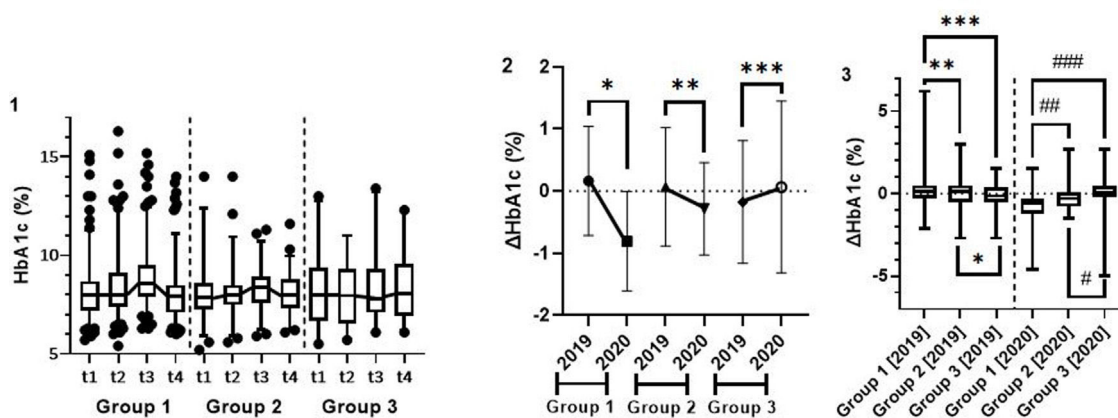 1
HbA1c (%)
15
10
5
t1 t2 t3 t4 t1 t2 t3 t4 t1 t2 t3 t4
Group 1 Group 2 Group 3
2
ΔHbA1c (%)
2
1
0
-1
-2
* ** ***
2019 2020 2019 2020 2019 2020
Group 1 Group 2 Group 3
3
ΔHbA1c (%)
5
0
-5
***
**
*
###
##
#
Group 1 [2019]
Group 2 [2019]
Group 3 [2019]
Group 1 [2020]
Group 2 [2020]
Group 3 [2020]